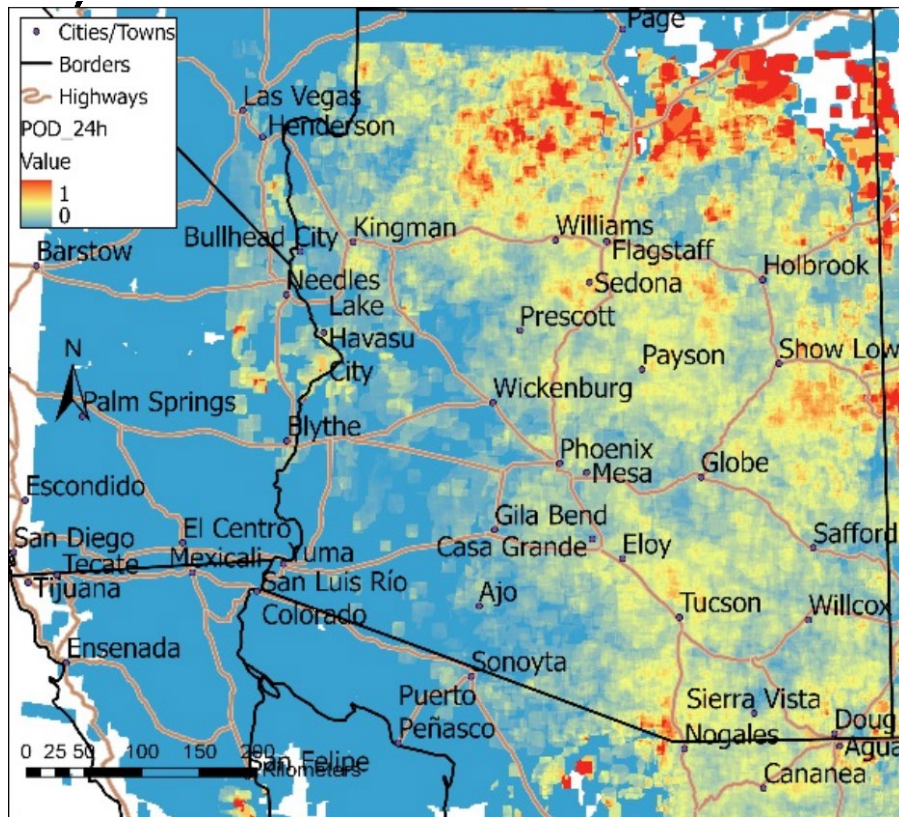 Cities/Towns
Borders
Highways
POD_24h
Value
1
0
Page
Las Vegas
Henderson
Kingman
Williams
Flagstaff
Bullhead City
Barstow
Holbrook
Needles
Sedona
Lake
Havasu
City
Prescott
N
Payson
Show Low
Palm Springs
Wickenburg
Blythe
Phoenix
Mesa
Globe
Escondido
Gila Bend
El Centro
San Diego
Casa Grande
Safford
Tecate
Mexicali
Yuma
Eloy
Tijuana
San Luis Río
Colorado
Ajo
Tucson
Willcox
Ensenada
Sonoyta
Puerto
Peñasco
Sierra Vista
Doug
Nogales
Agua
0 25 50 100 150 200
San Felipe
Kilometers
Cananea